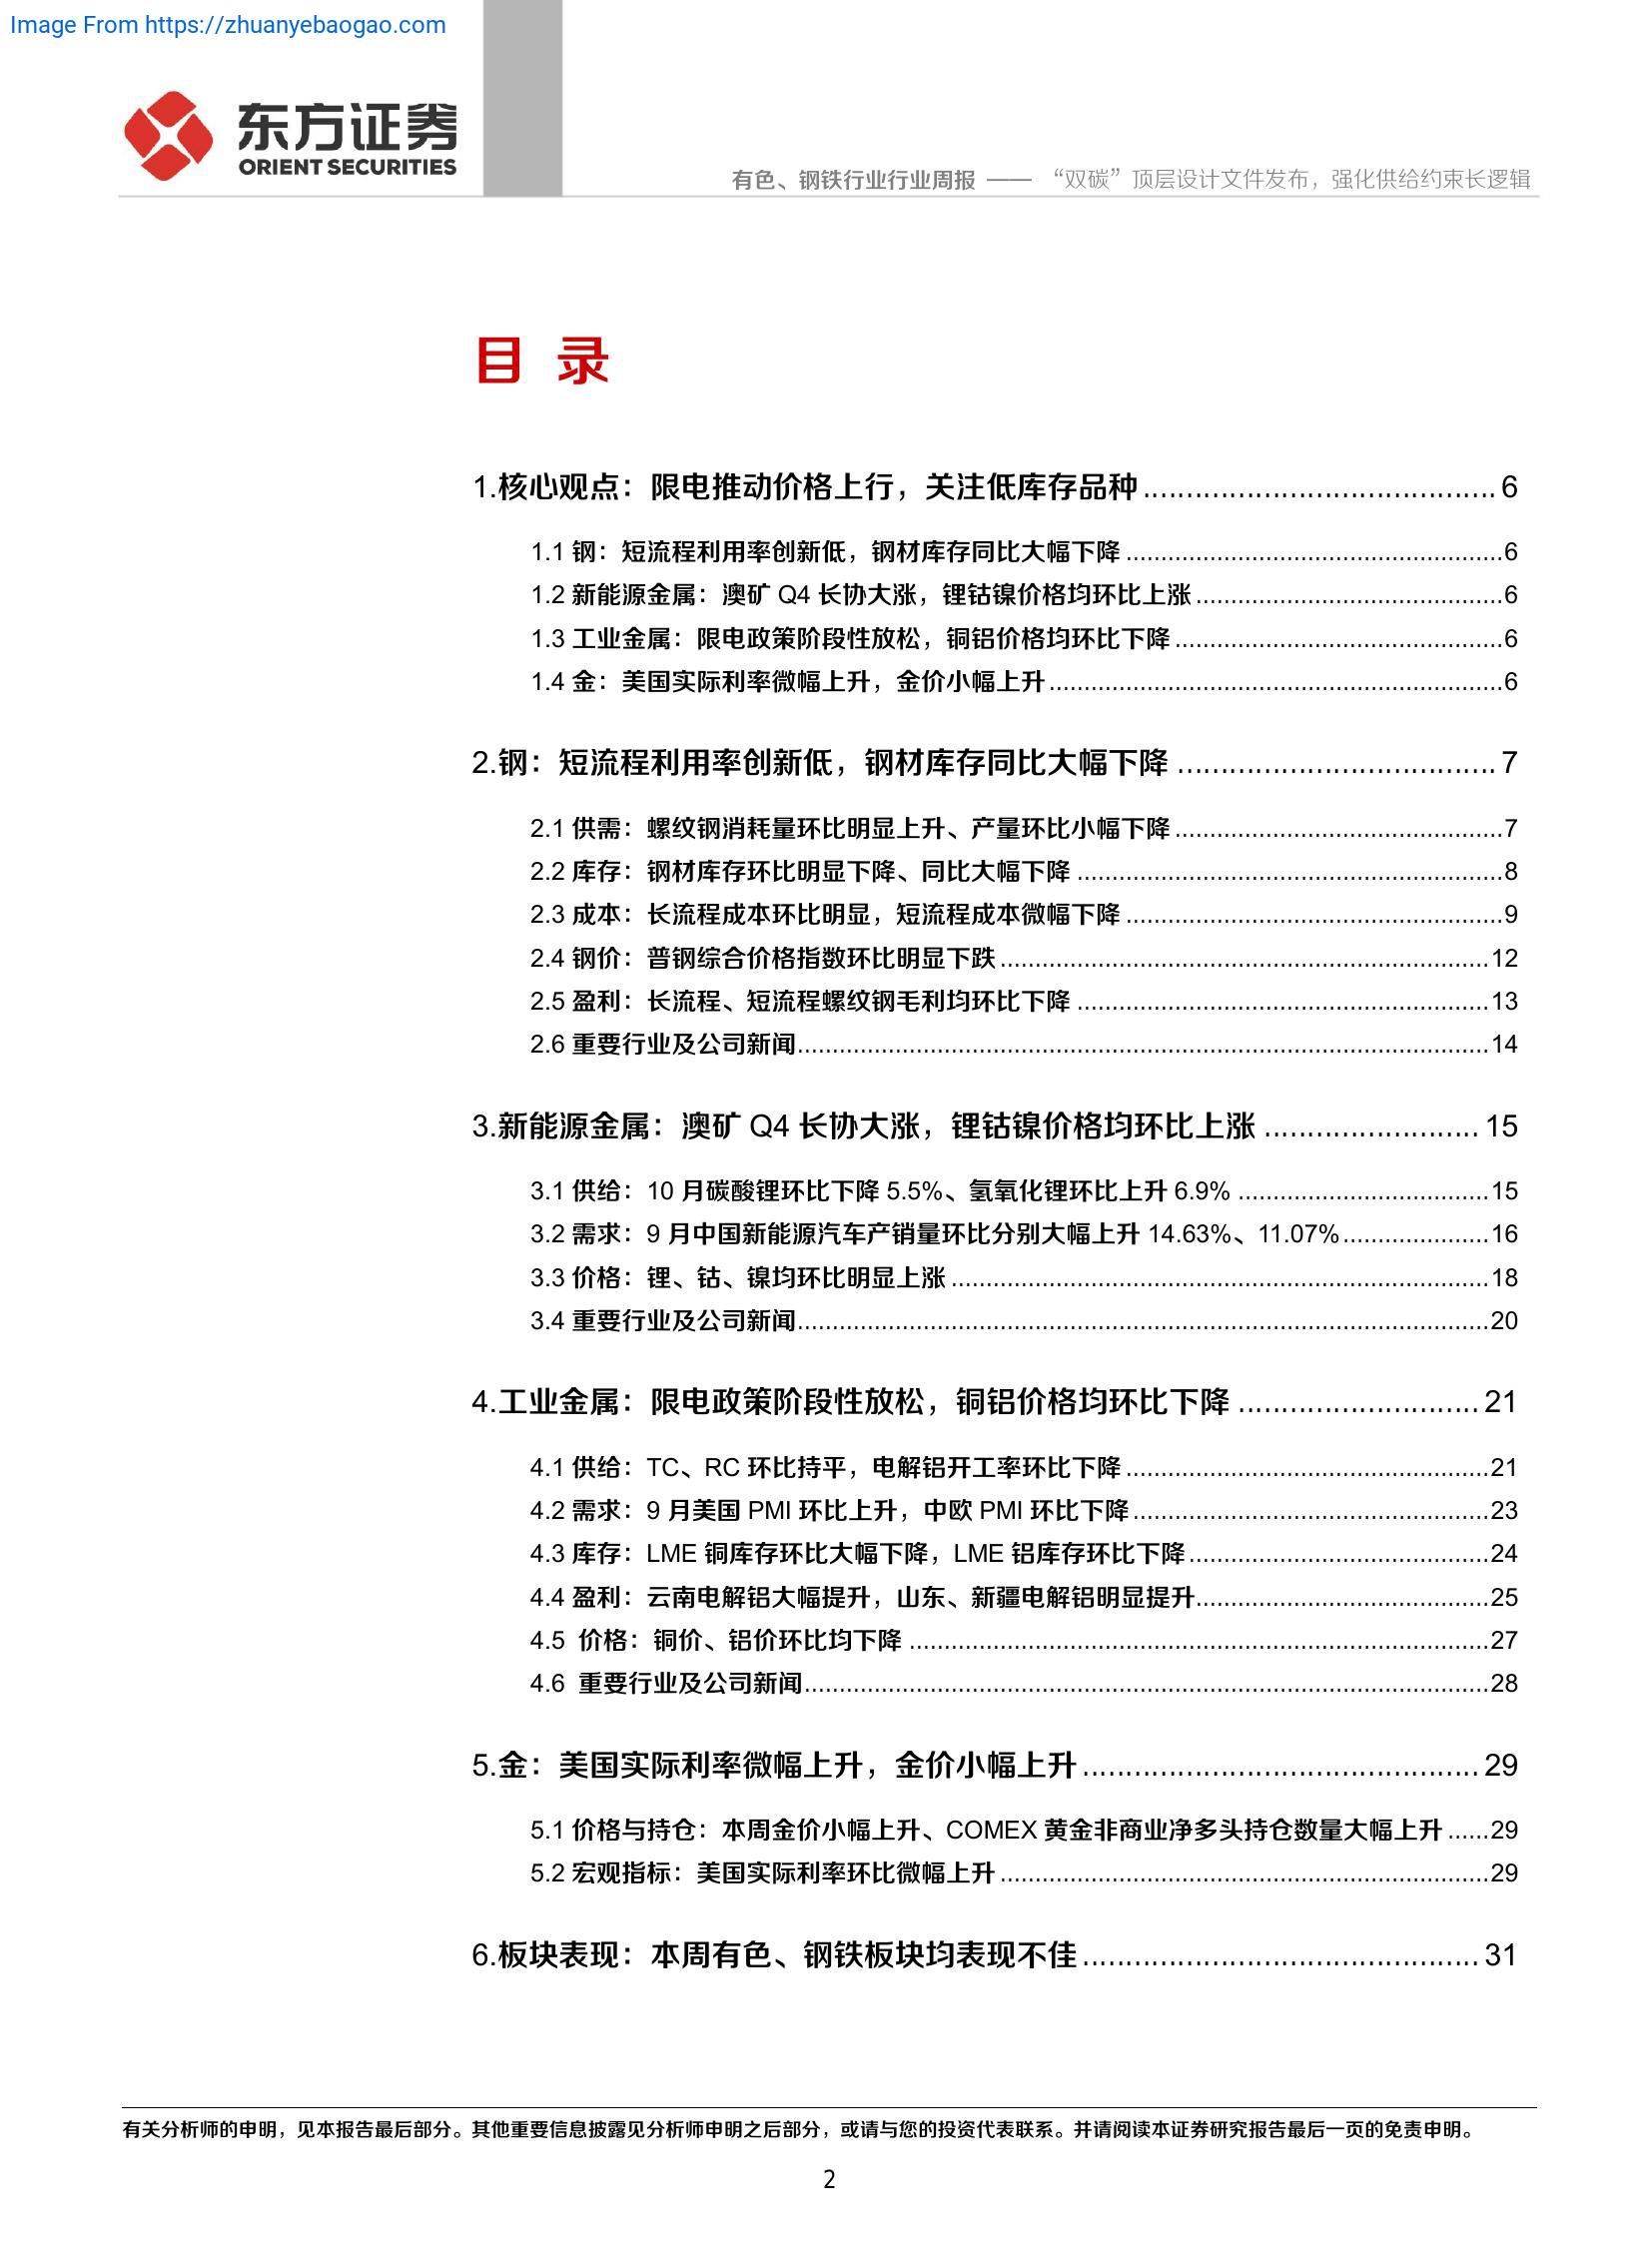 Image From https://zhuanyebaogao.com
东方证券
ORIENT SECURITIES
有色、钢铁行业行业周报 —— “双碳”顶层设计文件发布，强化供给约束长逻辑
目 录
1.核心观点：限电推动价格上行，关注低库存品种......................................... 6
1.1 钢：短流程利用率创新低，钢材库存同比大幅下降......................................................6
1.2 新能源金属：澳矿 Q4 长协大涨，锂钴镍价格均环比上涨............................................6
1.3 工业金属：限电政策阶段性放松，铜铝价格均环比下降...............................................6
1.4 金：美国实际利率微幅上升，金价小幅上升.................................................................6
2.钢：短流程利用率创新低，钢材库存同比大幅下降..................................... 7
2.1 供需：螺纹钢消耗量环比明显上升、产量环比小幅下降...............................................7
2.2 库存：钢材库存环比明显下降、同比大幅下降.............................................................8
2.3 成本：长流程成本环比明显，短流程成本微幅下降......................................................9
2.4 钢价：普钢综合价格指数环比明显下跌......................................................................12
2.5 盈利：长流程、短流程螺纹钢毛利均环比下降...........................................................13
2.6 重要行业及公司新闻...................................................................................................14
3.新能源金属：澳矿 Q4 长协大涨，锂钴镍价格均环比上涨......................... 15
3.1 供给：10 月碳酸锂环比下降 5.5%、氢氧化锂环比上升 6.9%....................................15
3.2 需求：9 月中国新能源汽车产销量环比分别大幅上升 14.63%、11.07%.....................16
3.3 价格：锂、钴、镍均环比明显上涨.............................................................................18
3.4 重要行业及公司新闻...................................................................................................20
4.工业金属：限电政策阶段性放松，铜铝价格均环比下降............................ 21
4.1 供给：TC、RC 环比持平，电解铝开工率环比下降....................................................21
4.2 需求：9 月美国 PMI 环比上升，中欧 PMI 环比下降...................................................23
4.3 库存：LME 铜库存环比大幅下降，LME 铝库存环比下降...........................................24
4.4 盈利：云南电解铝大幅提升，山东、新疆电解铝明显提升..........................................25
4.5 价格：铜价、铝价环比均下降...................................................................................27
4.6 重要行业及公司新闻..................................................................................................28
5.金：美国实际利率微幅上升，金价小幅上升.............................................. 29
5.1 价格与持仓：本周金价小幅上升、COMEX 黄金非商业净多头持仓数量大幅上升......29
5.2 宏观指标：美国实际利率环比微幅上升......................................................................29
6.板块表现：本周有色、钢铁板块均表现不佳.............................................. 31
有关分析师的申明，见本报告最后部分。其他重要信息披露见分析师申明之后部分，或请与您的投资代表联系。并请阅读本证券研究报告最后一页的免责申明。
2